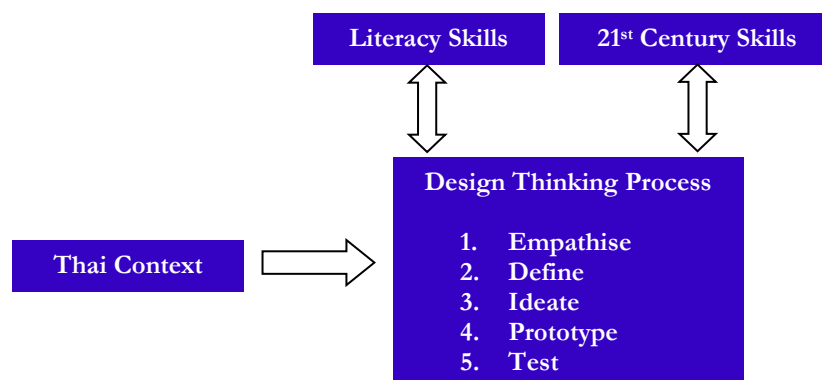 Literacy Skills
21st Century Skills
Design Thinking Process
1. Empathise
2. Define
3. Ideate
4. Prototype
5. Test
Thai Context